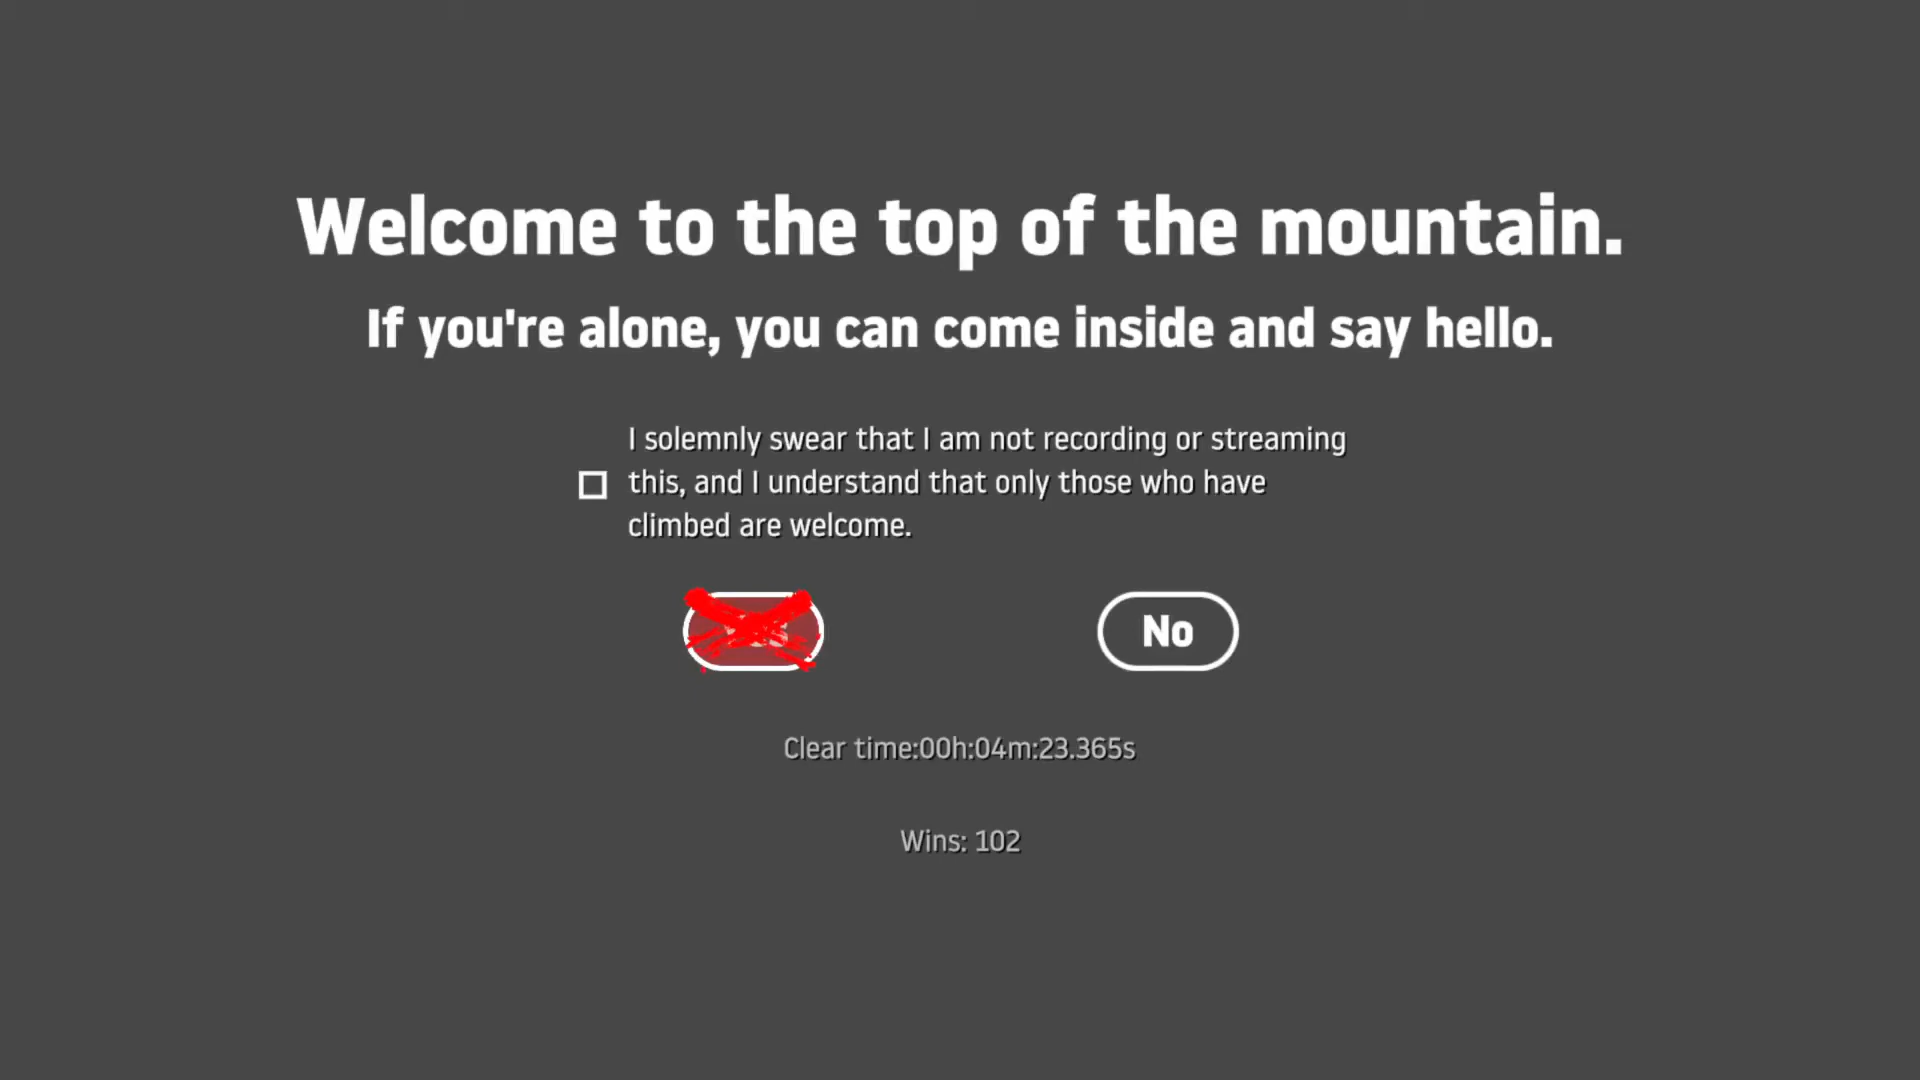 Welcome to the top of the mountain.
If you're alone, you can come inside and say hello.
I solemnly swear that I am not recording or streaming
this, and I understand that only those who have
climbed are welcome.
No
Clear time:00h:04m:23.365s
Wins: 102